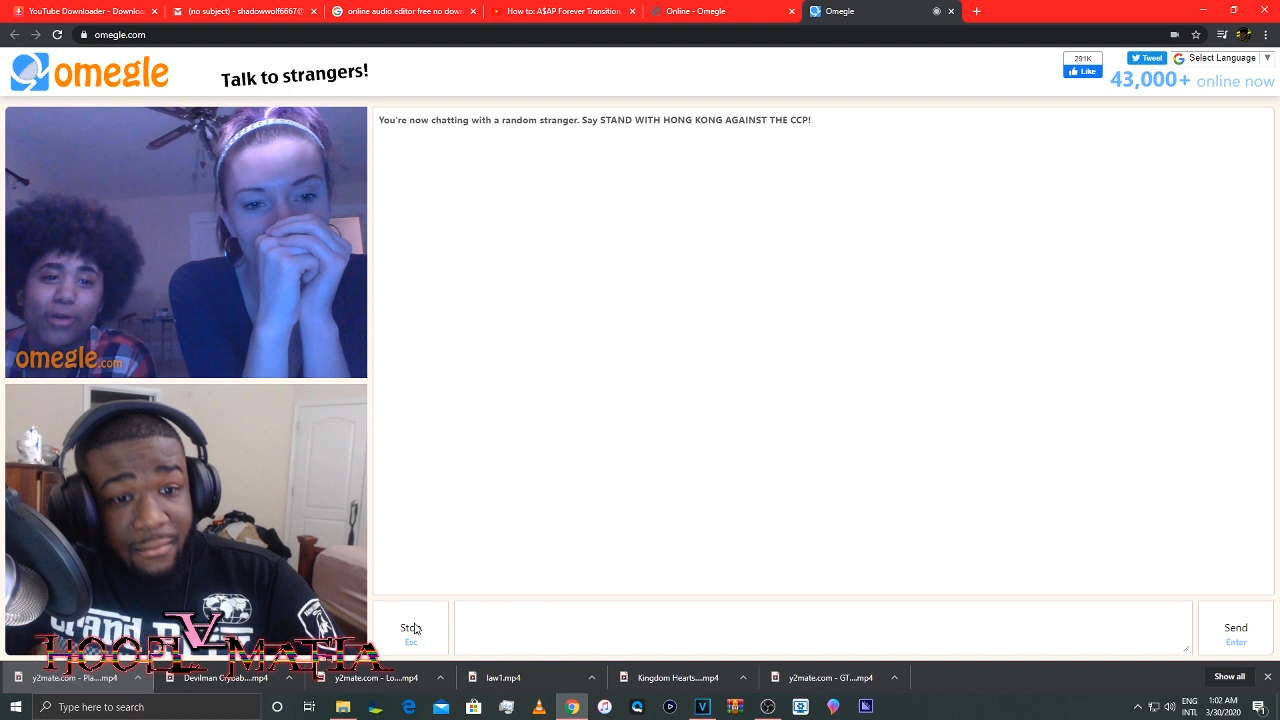 YouTube Downloader - Downloa
(no subject) - shadowwolf6667@
online audio editor free no down
How to: A$AP Forever Transition
Online - Omegle
Omegle
omegle.com
omegle
Talk to strangers!
291K
Like
Tweet
Select Language
43,000+ online now
You're now chatting with a random stranger. Say STAND WITH HONG KONG AGAINST THE CCP!
omegle.com
Stop
Esc
Send
Enter
y2mate.com - Pla....mp4
Devilman Crybaby....mp4
y2mate.com - Lo....mp4
law1.mp4
Kingdom Hearts....mp4
y2mate.com - GT....mp4
Show all
Type here to search
ENG
INTL
1:02 AM
3/30/2020